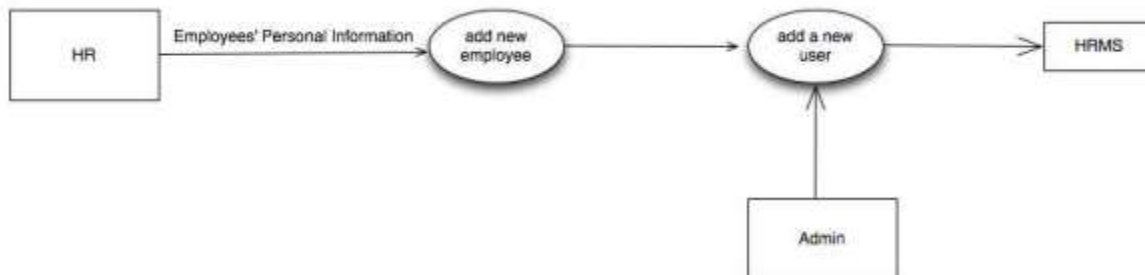 HR
Employees' Personal Information
add new
employee
add a new
user
HRMS
Admin